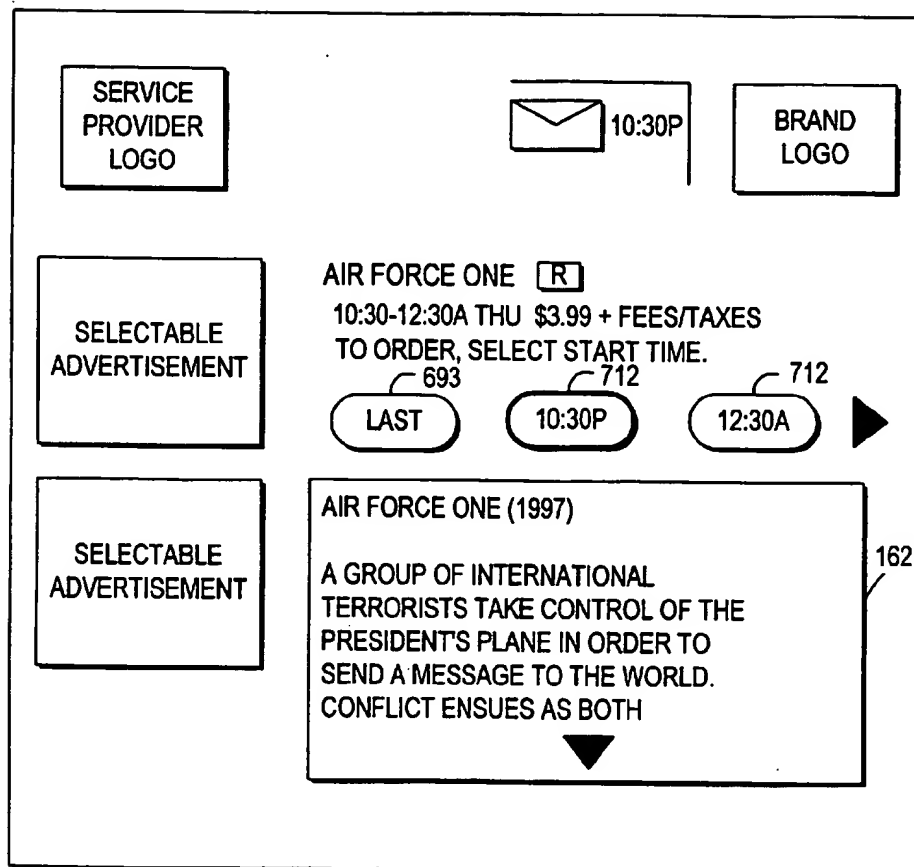 SERVICE
PROVIDER
LOGO
10:30P
BRAND
LOGO
SELECTABLE
ADVERTISEMENT
AIR FORCE ONE R
10:30-12:30A THU $3.99 + FEES/TAXES
TO ORDER, SELECT START TIME.
693 712 712
LAST 10:30P 12:30A
SELECTABLE
ADVERTISEMENT
AIR FORCE ONE (1997)
A GROUP OF INTERNATIONAL
TERRORISTS TAKE CONTROL OF THE
PRESIDENT'S PLANE IN ORDER TO
SEND A MESSAGE TO THE WORLD.
CONFLICT ENSUES AS BOTH
162